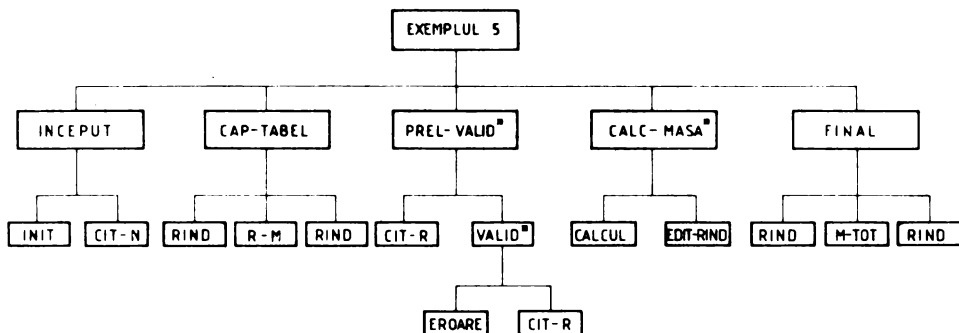 EXEMPLUL 5
INCEPUT CAP-TABEL PREL-VALID* CALC-MASA* FINAL
INIT CIT-N RIND R-M RIND CIT-R VALID* CALCUL EDIT-RIND RIND M-TOT RIND
EROARE CIT-R